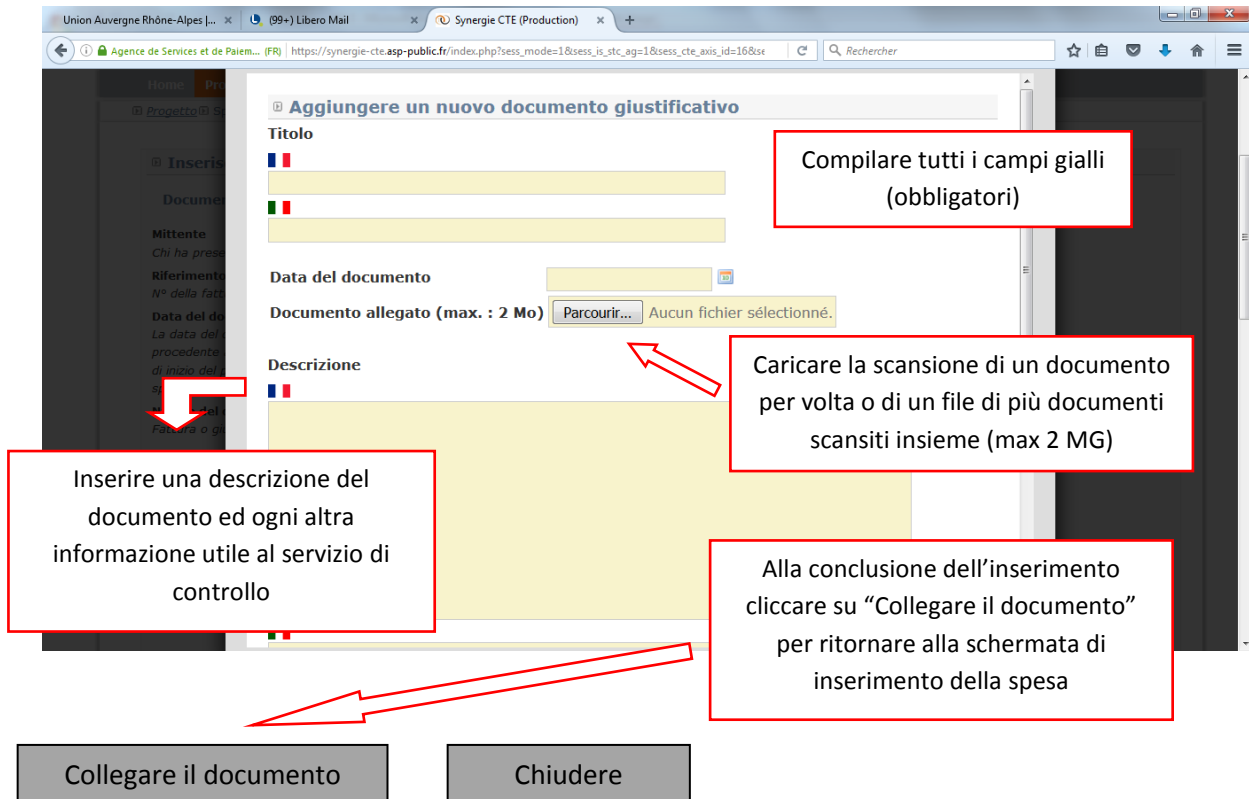 Union Auvergne Rhône-Alpes |... ×
(99+) Libero Mail ×
Synergie CTE (Production) × +
Agence de Services et de Paiem... (FR) https://synergie-cte.asp-public.fr/index.php?sess_mode=1&sess_is_stc_ag=1&sess_cte_axis_id=16&se
Rechercher
Home Pro
Progetto
Inseris
Documen
Mittente
Chi ha prese
Riferimento
N° della fatt
Data del do
La data del
procedente
di inizio del p
Fattura o gi
Aggiungere un nuovo documento giustificativo
Titolo
Data del documento
Documento allegato (max. : 2 Mo) Parcourir... Aucun fichier sélectionné.
Descrizione
Compilare tutti i campi gialli
(obbligatori)
Caricare la scansione di un documento
per volta o di un file di più documenti
scansiti insieme (max 2 MG)
Inserire una descrizione del
documento ed ogni altra
informazione utile al servizio di
controllo
Alla conclusione dell’inserimento
cliccare su “Collegare il documento”
per ritornare alla schermata di
inserimento della spesa
Collegare il documento
Chiudere